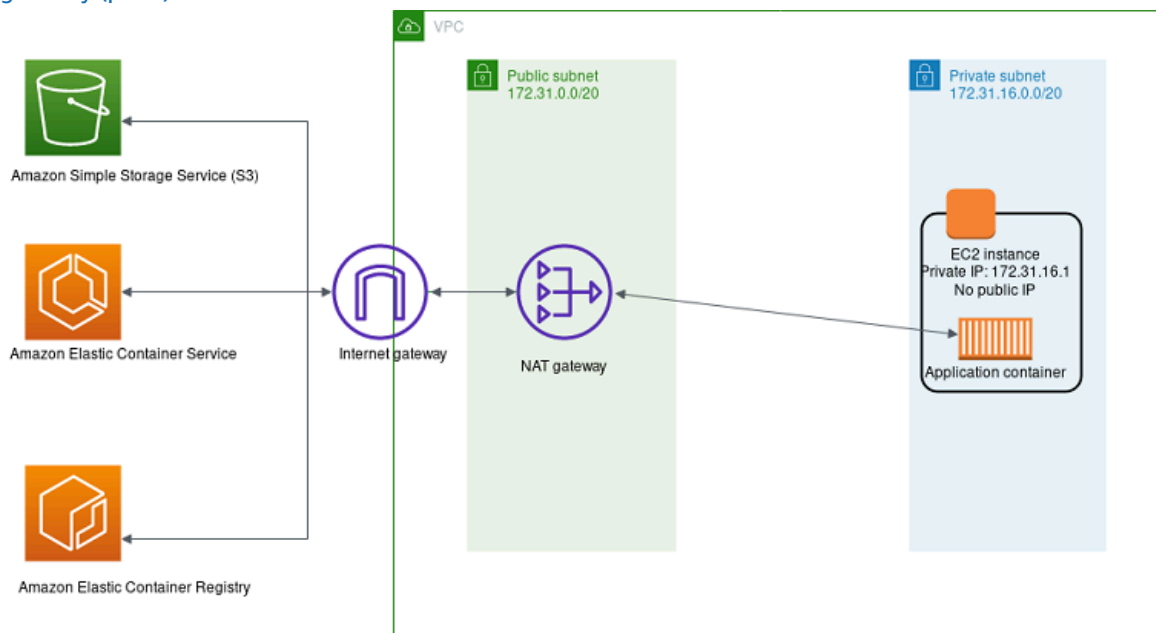 VPC
Public subnet
172.31.0.0/20
Private subnet
172.31.16.0.0/20
Amazon Simple Storage Service (S3)
EC2 instance
Private IP: 172.31.16.1
No public IP
Amazon Elastic Container Service
Internet gateway
NAT gateway
Application container
Amazon Elastic Container Registry